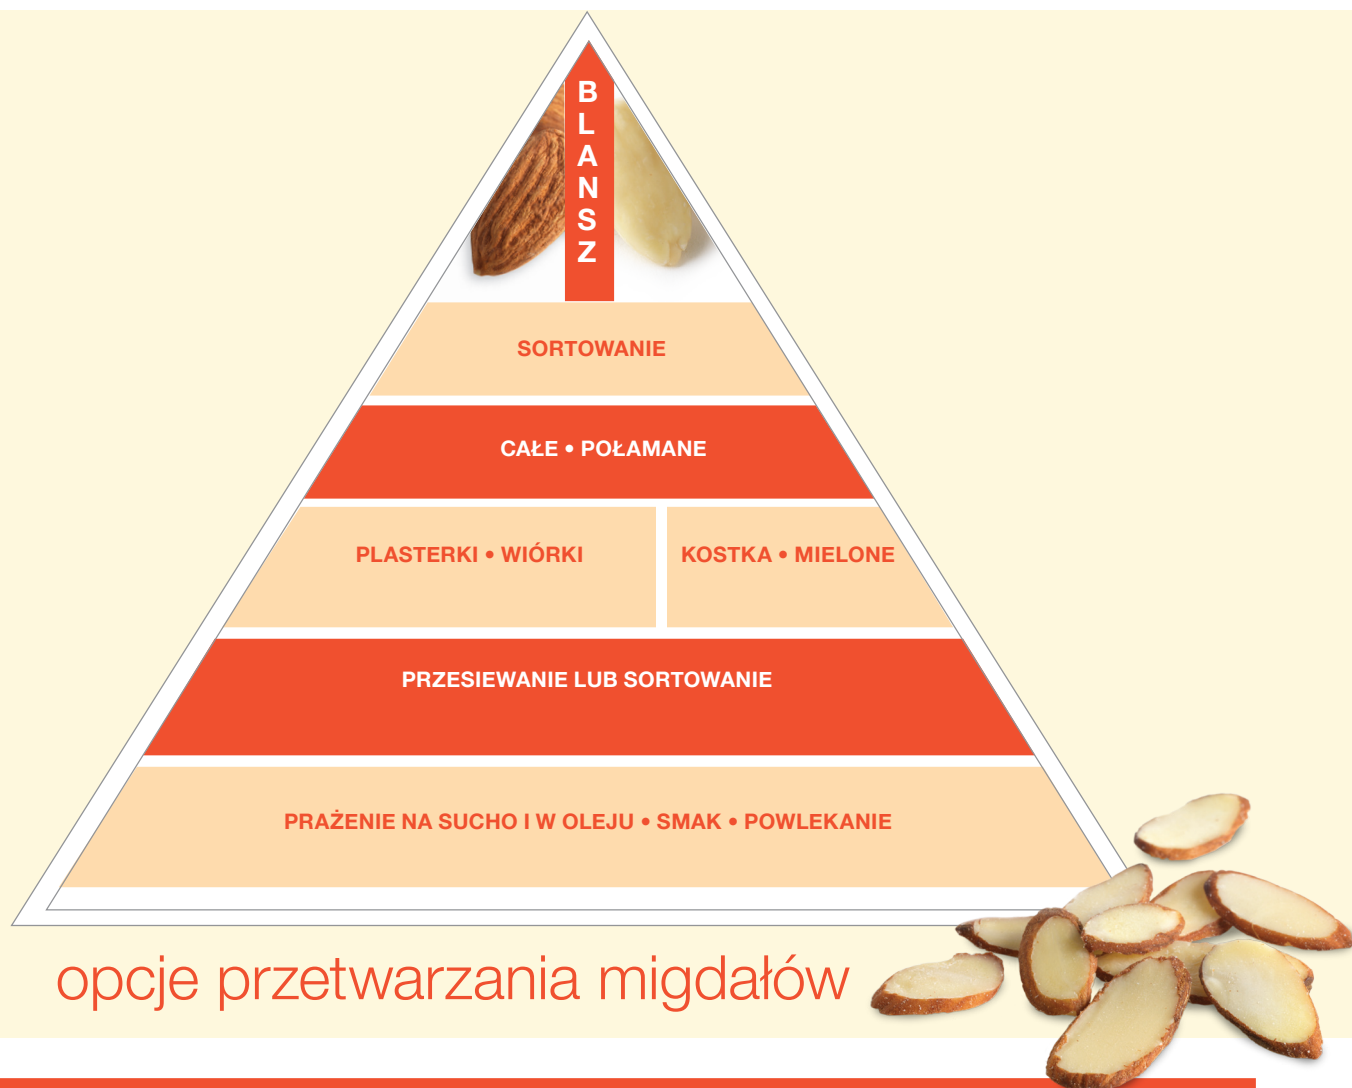 BLANSZ
SORTOWANIE
CAŁE • POŁAMANE
PLASTERKI • WIÓRKI
KOSTKA • MIELONE
PRZESIEWANIE LUB SORTOWANIE
PRAŻENIE NA SUCHO I W OLEJU • SMAK • POWLEKANIE
opcje przetwarzania migdałów